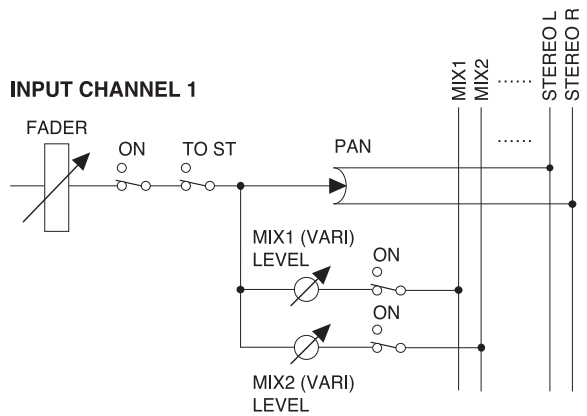 INPUT CHANNEL 1
FADER
ON
TO ST
PAN
MIX1
MIX2
......
STEREO L
STEREO R
......
MIX1 (VARI)
LEVEL
ON
ON
MIX2 (VARI)
LEVEL